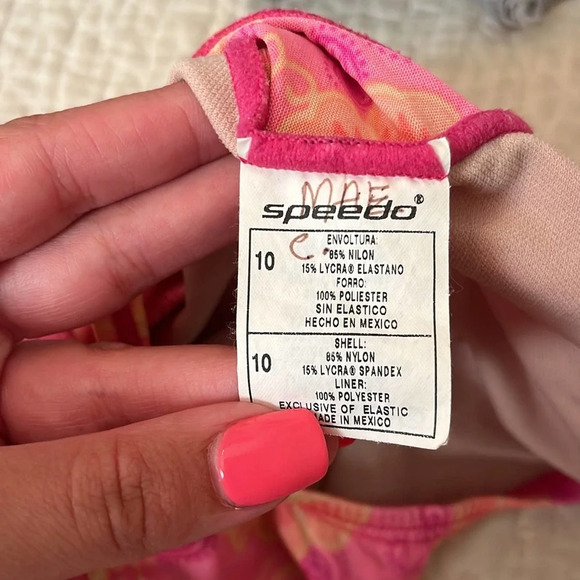 MAE
speedo®
C.
10
ENVOLTURA:
85% NILON
15% LYCRA® ELASTANO
FORRO:
100% POLIESTER
SIN ELASTICO
HECHO EN MEXICO
10
SHELL:
85% NYLON
15% LYCRA® SPANDEX
LINER:
100% POLYESTER
EXCLUSIVE OF ELASTIC
MADE IN MEXICO